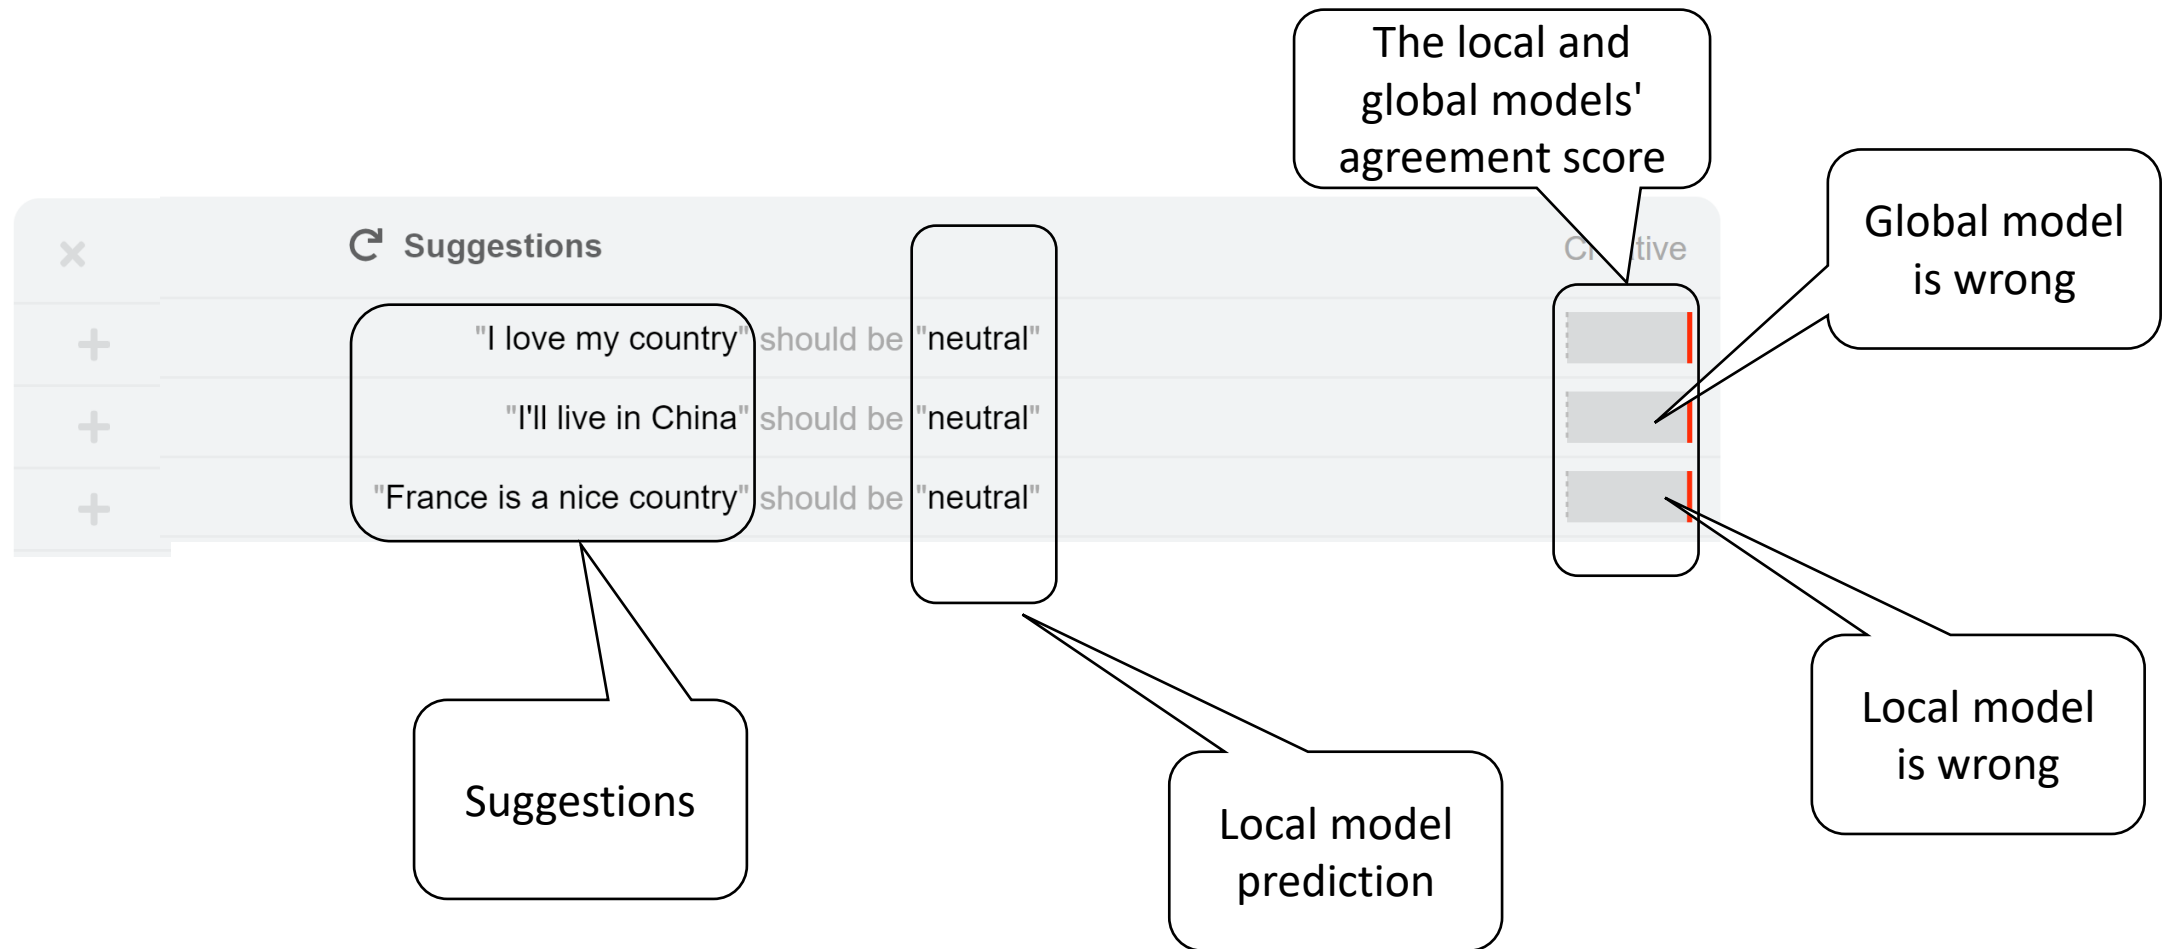 The local and
global models'
agreement score
Global model
is wrong
Suggestions
"I love my country" should be "neutral"
"I'll live in China" should be "neutral"
"France is a nice country" should be "neutral"
Local model
is wrong
Suggestions
Local model
prediction